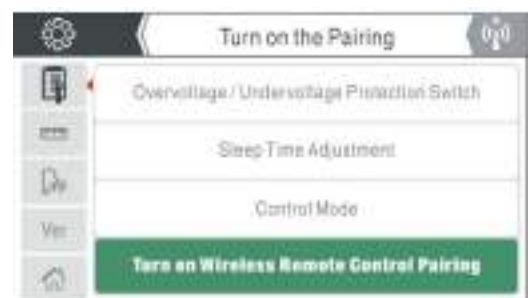 Turn on the Pairing
Overvoltage / Undervoltage Protection Switch
Sleep Time Adjustment
Control Mode
Ver
Turn on Wireless Remote Control Pairing